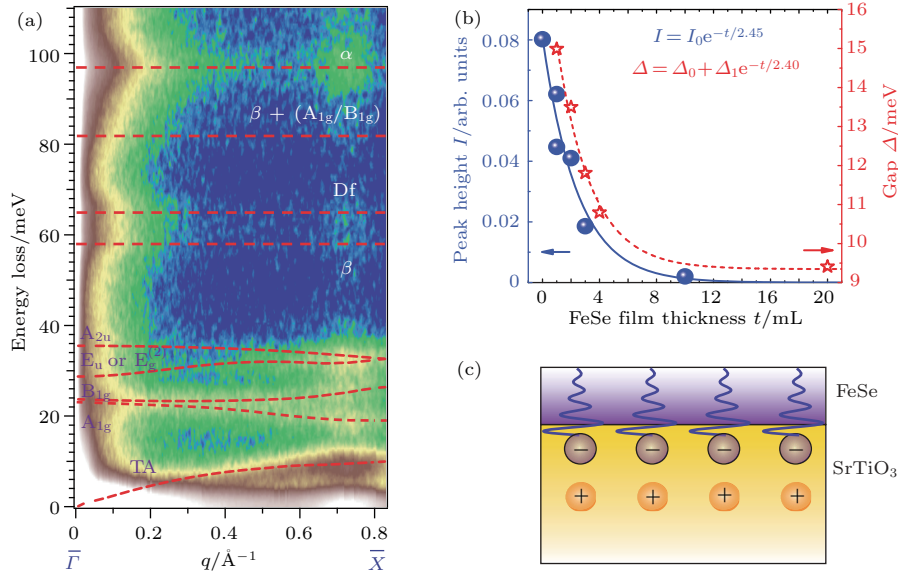 (a)
110
100
80
60
40
20
0
Energy loss/meV
α
β + (A₁g/B₁g)
Df
β
A₂u
Eu or Eg⁽²⁾
B₁g
A₁g
TA
0 0.2 0.4 0.6 0.8
Γ̅ q/Å⁻¹ X̅
(b)
0.08
0.06
0.04
0.02
0
Peak height I/arb. units
I = I₀e⁻ᵗ/²·⁴⁵
Δ = Δ₀ + Δ₁e⁻ᵗ/²·⁴⁰
16
15
14
13
12
11
10
9
Gap Δ/meV
0 4 8 12 16 20
FeSe film thickness t/mL
(c)
FeSe
SrTiO₃
− − − −
+ + + +